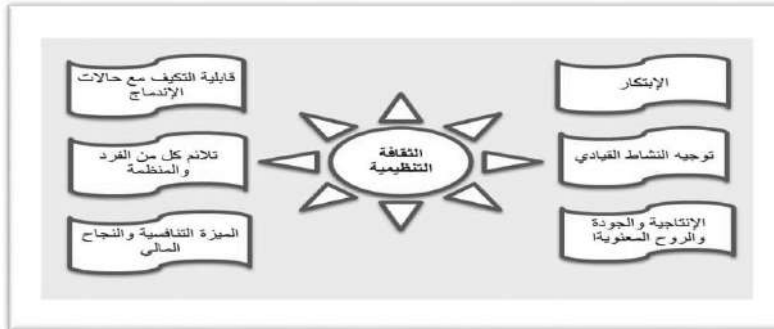 الإبتكار
توجيه النشاط القيادي
الإنتاجية والجودة
والروح المعنوية!
الثقافة
التنظيمية
قابلية التكيف مع حالات
الإندماج
تلائم كل من الفرد
والمنظمة
الميزة التنافسية والنجاح
المالي